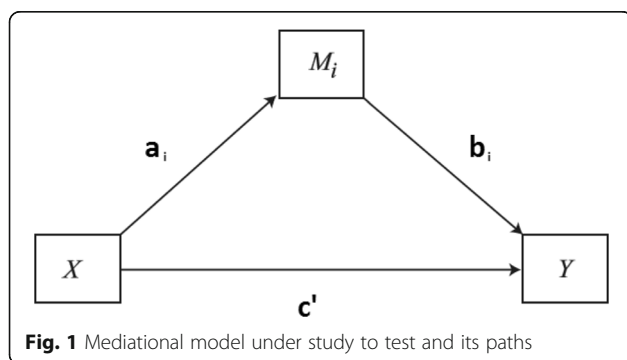 M_i
a_i
b_i
X
Y
c'
Fig. 1 Mediational model under study to test and its paths